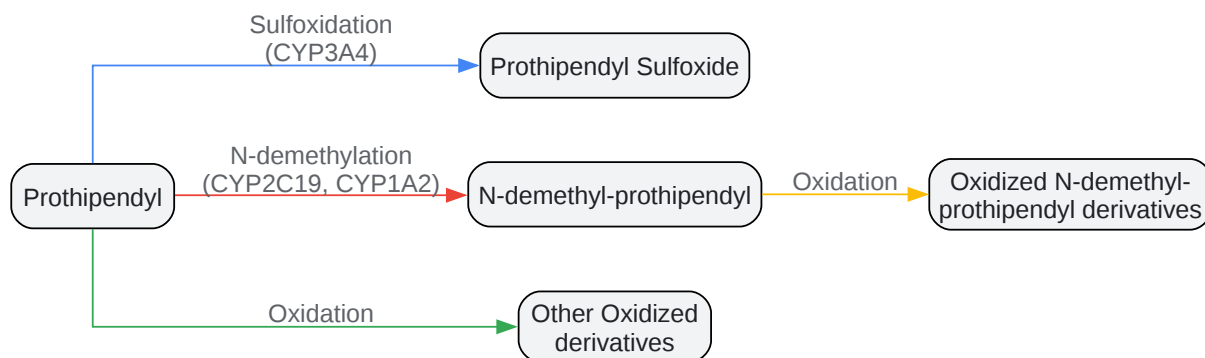 Sulfoxidation
(CYP3A4)
Prothipendyl Sulfoxide
Prothipendyl
N-demethylation
(CYP2C19, CYP1A2)
N-demethyl-prothipendyl
Oxidation
Oxidized N-demethyl-
prothipendyl derivatives
Oxidation
Other Oxidized
derivatives